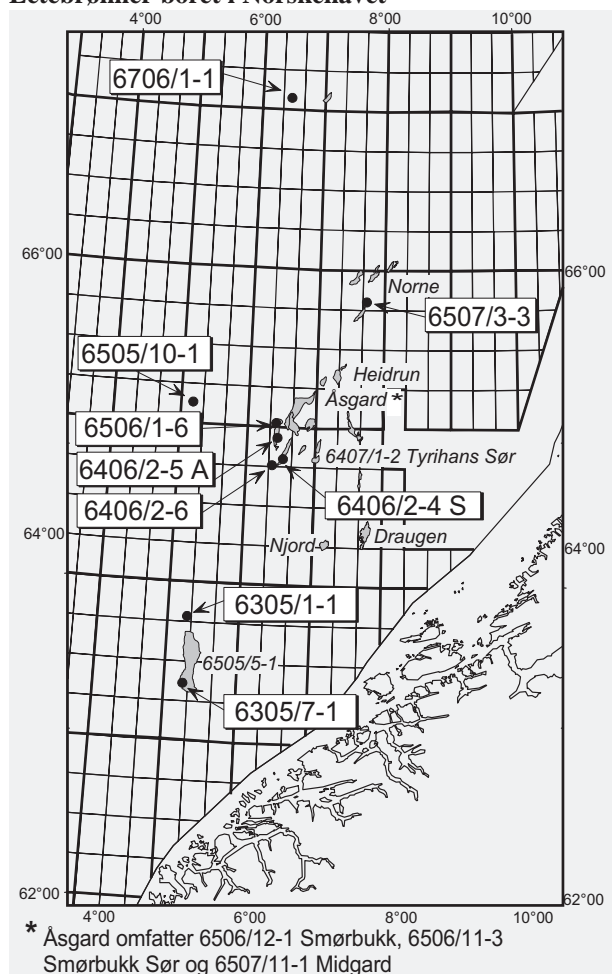 Letebrønner boret i Norskehavet
4°00 6°00 8°00 10°00
6706/1-1
66°00 66°00
Norne
6507/3-3
6505/10-1
Heidrun
Åsgard *
6506/1-6
6407/1-2 Tyrihans Sør
6406/2-5 A
6406/2-6
6406/2-4 S
64°00 64°00
Njord
Draugen
6305/1-1
6505/5-1
6305/7-1
62°00 62°00
4°00 6°00 8°00 10°00
* Åsgard omfatter 6506/12-1 Smørbukk, 6506/11-3
Smørbukk Sør og 6507/11-1 Midgard